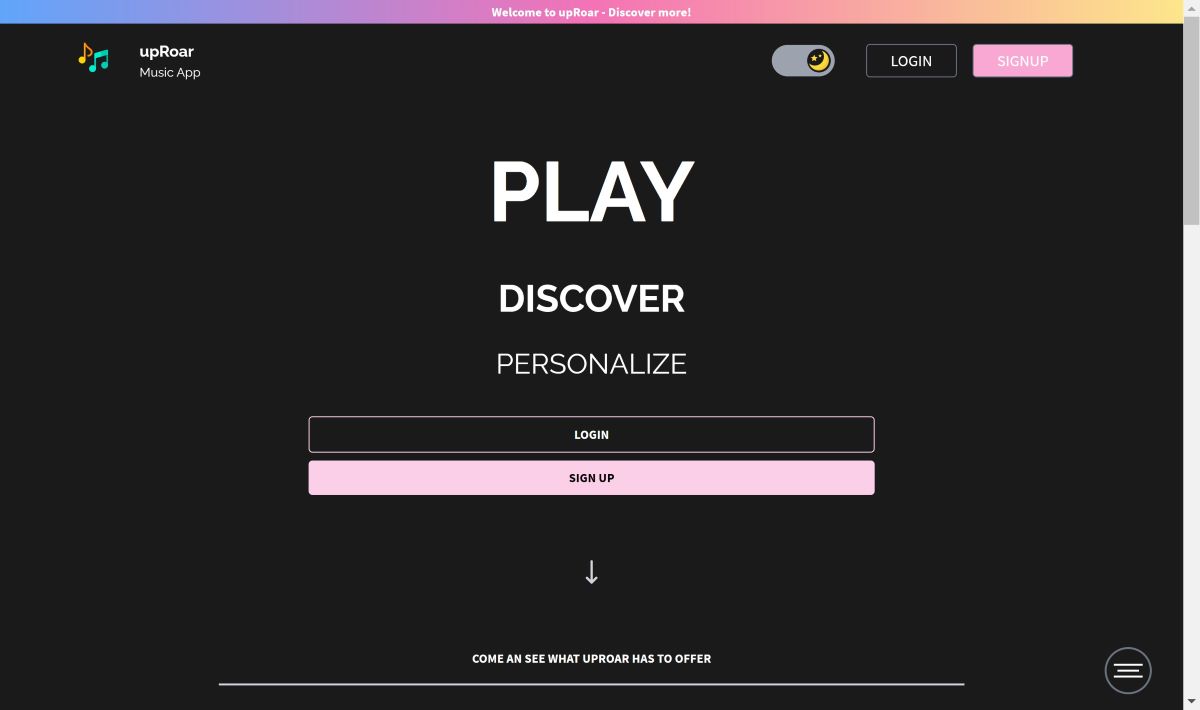 Welcome to upRoar - Discover more!
upRoar
Music App
LOGIN
SIGNUP
PLAY
DISCOVER
PERSONALIZE
LOGIN
SIGN UP
COME AN SEE WHAT UPROAR HAS TO OFFER